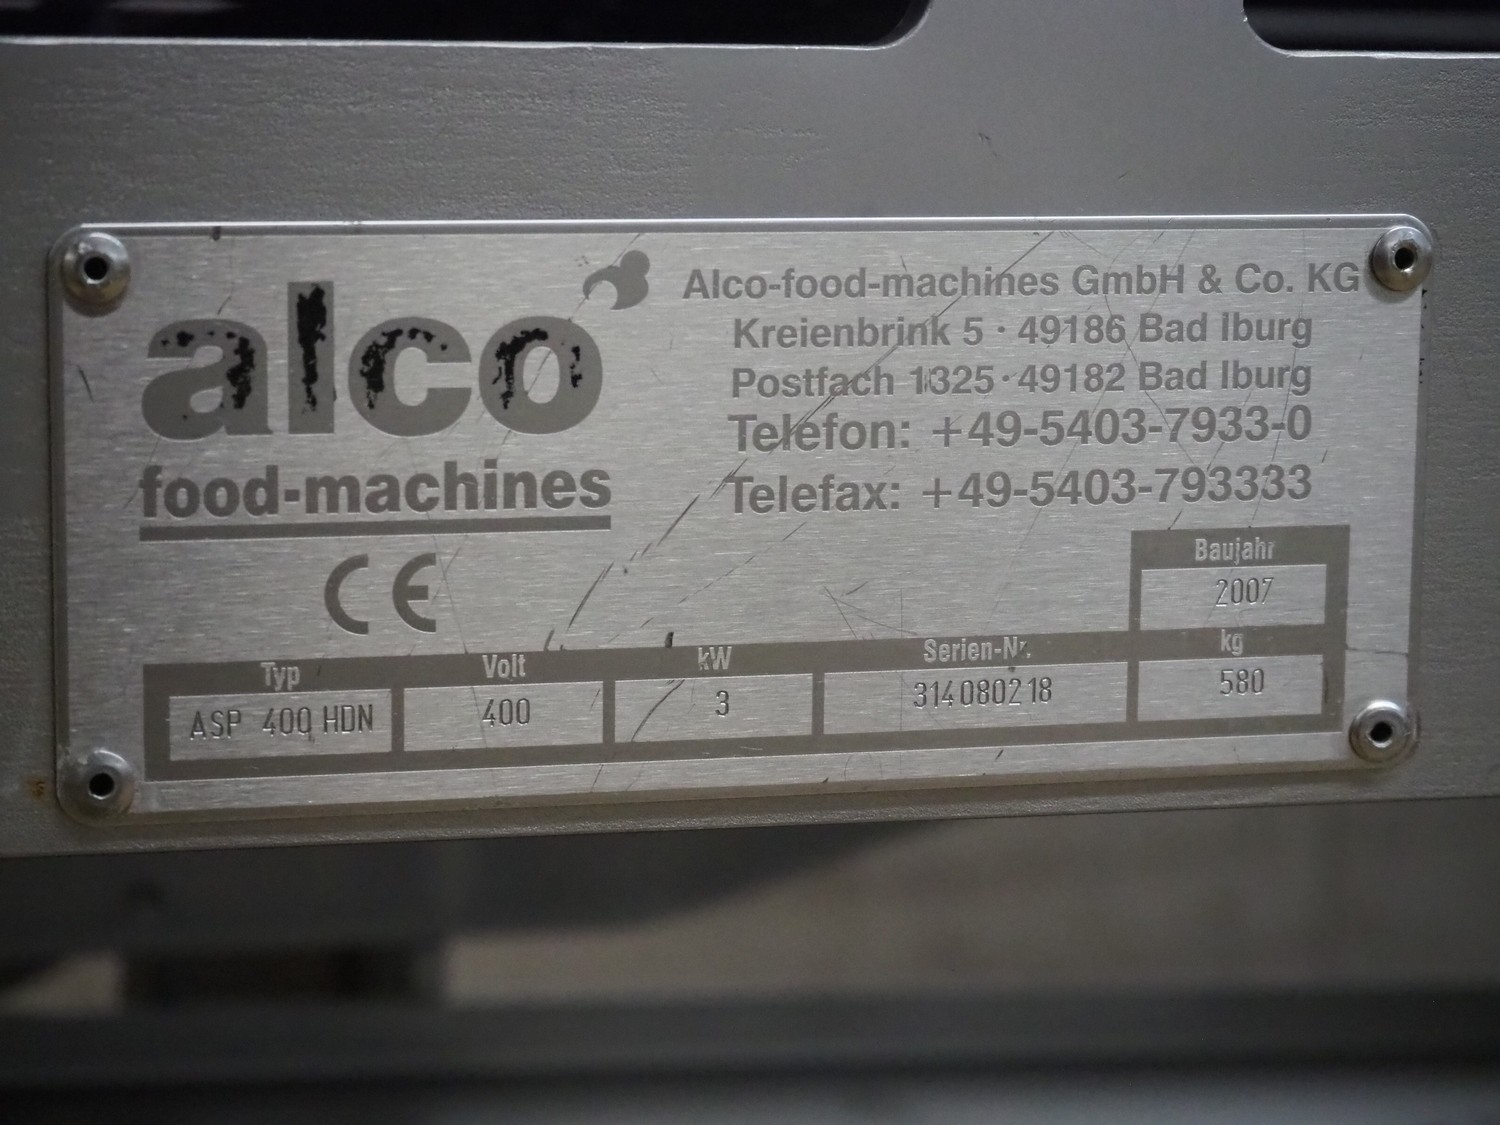 alco
food-machines
CE
Alco-food-machines GmbH & Co. KG
Kreienbrink 5 · 49186 Bad Iburg
Postfach 1325 · 49182 Bad Iburg
Telefon: +49-5403-7933-0
Telefax: +49-5403-793333
Baujahr
2007
Typ Volt kW Serien-Nr. kg
ASP 400 HDN 400 3 314080218 580